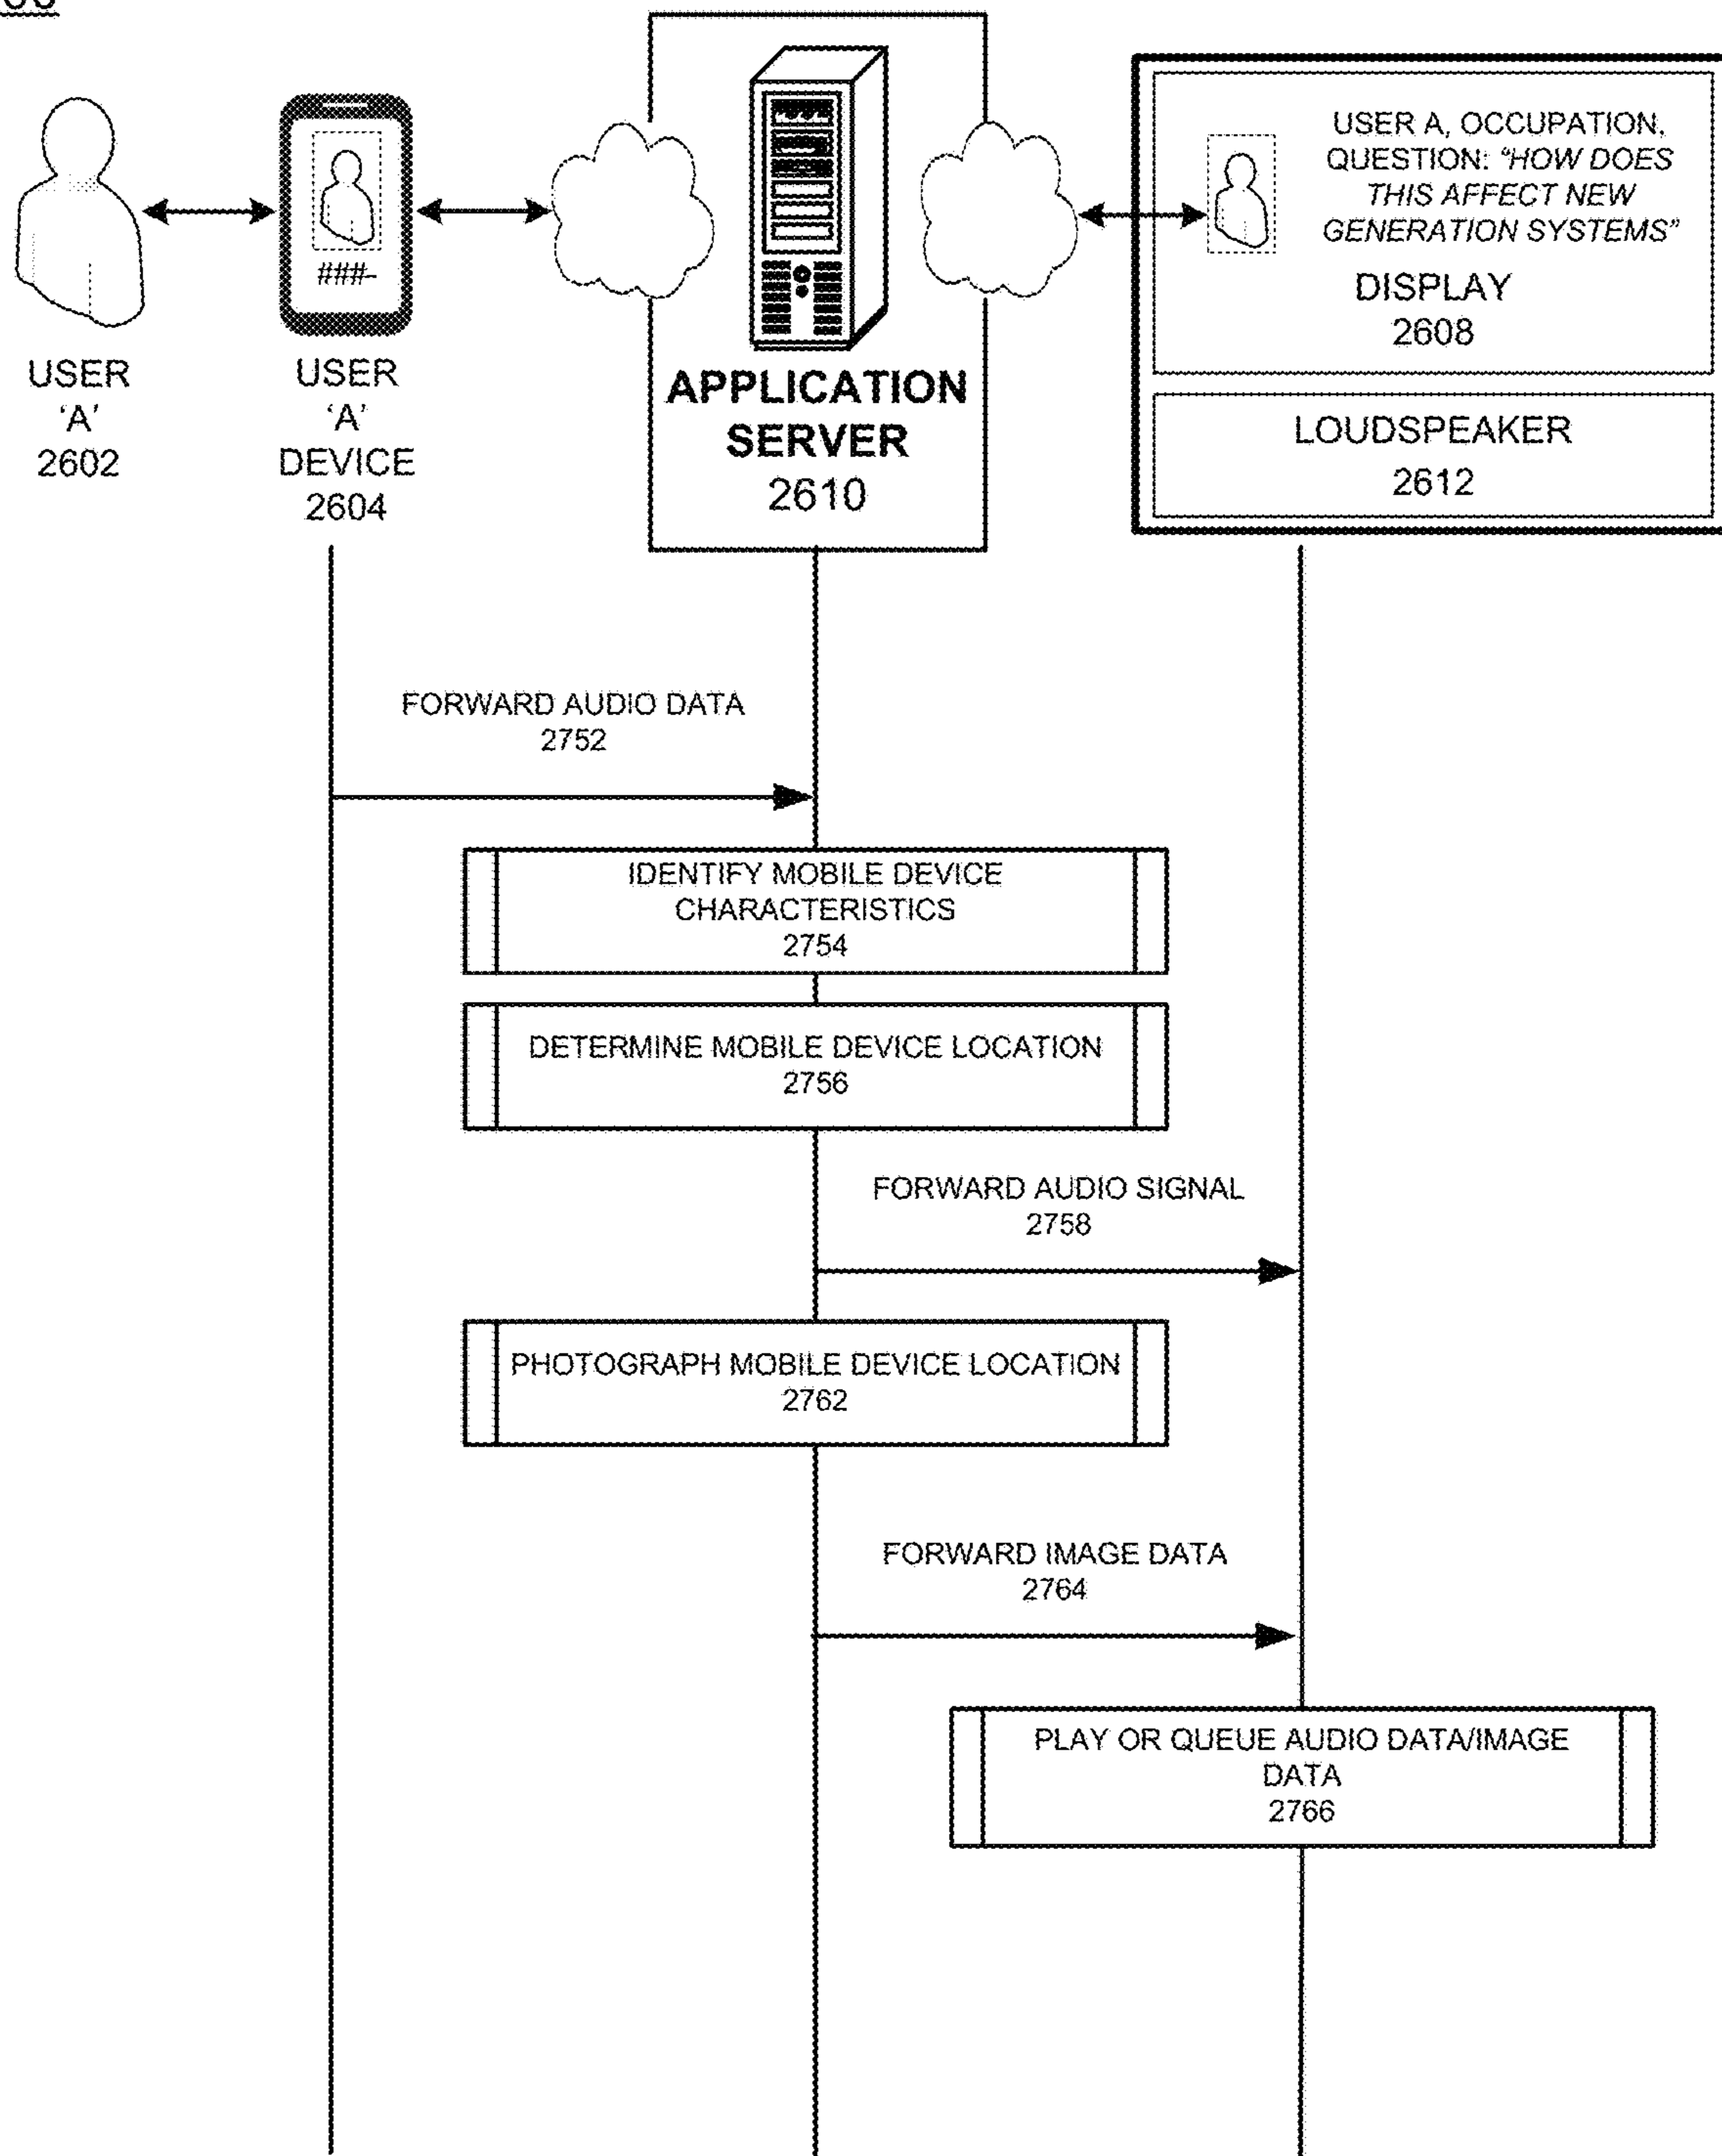 USER A, OCCUPATION,
QUESTION: “HOW DOES
THIS AFFECT NEW
GENERATION SYSTEMS”
DISPLAY
2608
LOUDSPEAKER
2612
###-
USER
‘A’
2602
USER
‘A’
DEVICE
2604
APPLICATION
SERVER
2610
FORWARD AUDIO DATA
2752
IDENTIFY MOBILE DEVICE
CHARACTERISTICS
2754
DETERMINE MOBILE DEVICE LOCATION
2756
FORWARD AUDIO SIGNAL
2758
PHOTOGRAPH MOBILE DEVICE LOCATION
2762
FORWARD IMAGE DATA
2764
PLAY OR QUEUE AUDIO DATA/IMAGE
DATA
2766